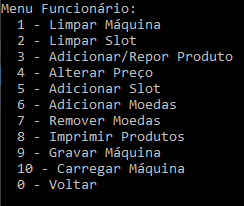 Menu Funcionário:
1 - Limpar Máquina
2 - Limpar Slot
3 - Adicionar/Repor Produto
4 - Alterar Preço
5 - Adicionar Slot
6 - Adicionar Moedas
7 - Remover Moedas
8 - Imprimir Produtos
9 - Gravar Máquina
10 - Carregar Máquina
0 - Voltar